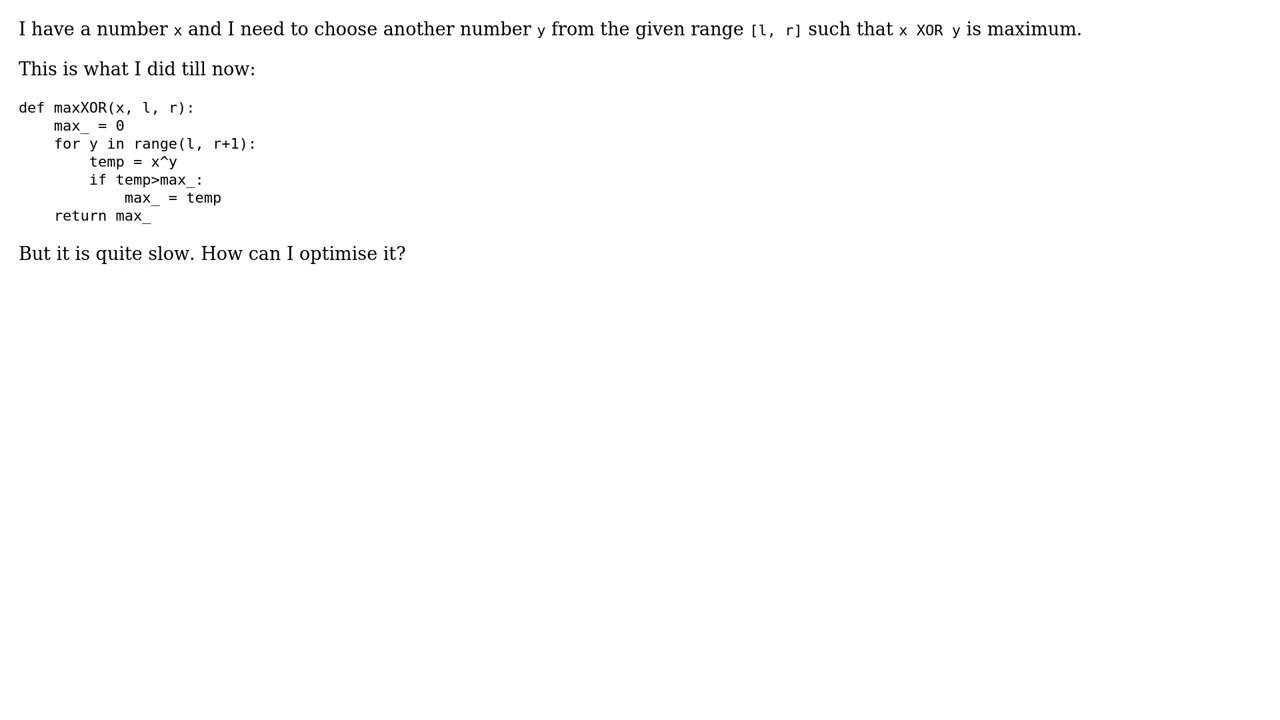 I have a number x and I need to choose another number y from the given range [l, r] such that x XOR y is maximum.
This is what I did till now:
def maxXOR(x, l, r):
    max_ = 0
    for y in range(l, r+1):
        temp = x^y
        if temp>max_:
            max_ = temp
    return max_
But it is quite slow. How can I optimise it?